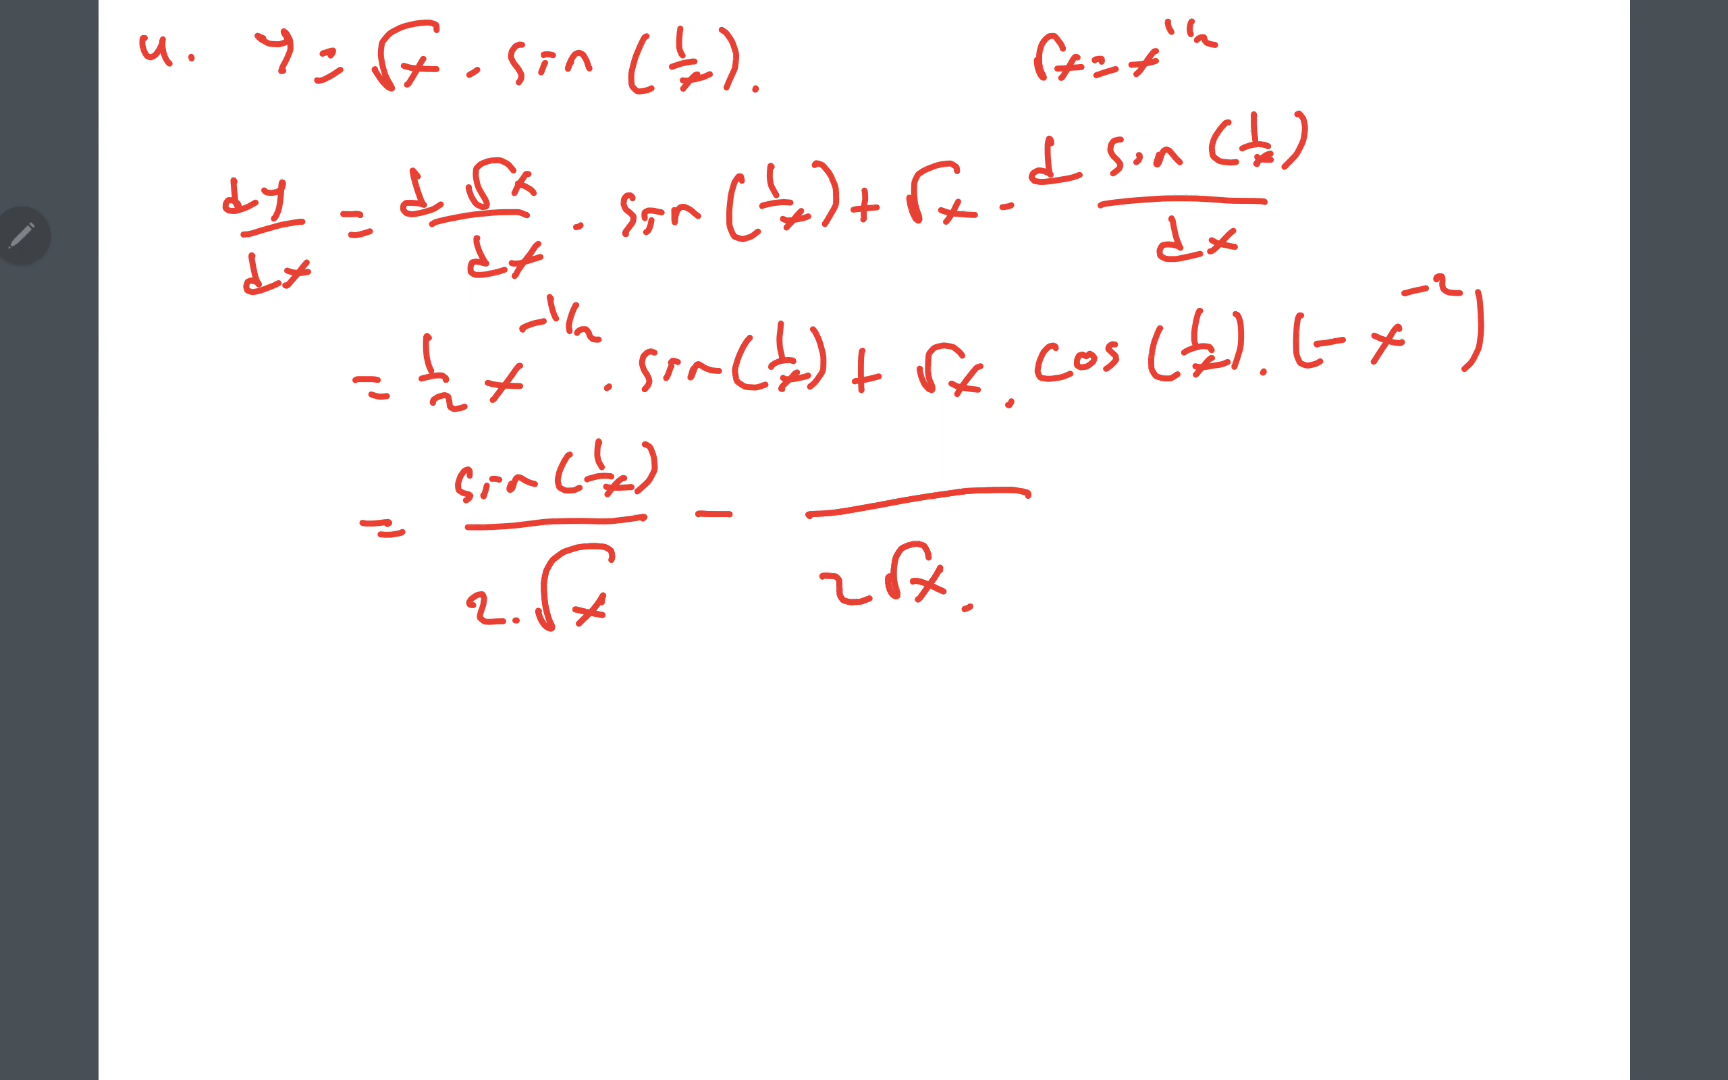 4. y = √x · sin (1/x). √x = x^1/2
dy/dx = d√x/dx · sin(1/x) + √x · d sin(1/x)/dx
= 1/2 x^-1/2 · sin(1/x) + √x · cos(1/x) · (-x^-2)
= sin(1/x)/2·√x - /2√x.